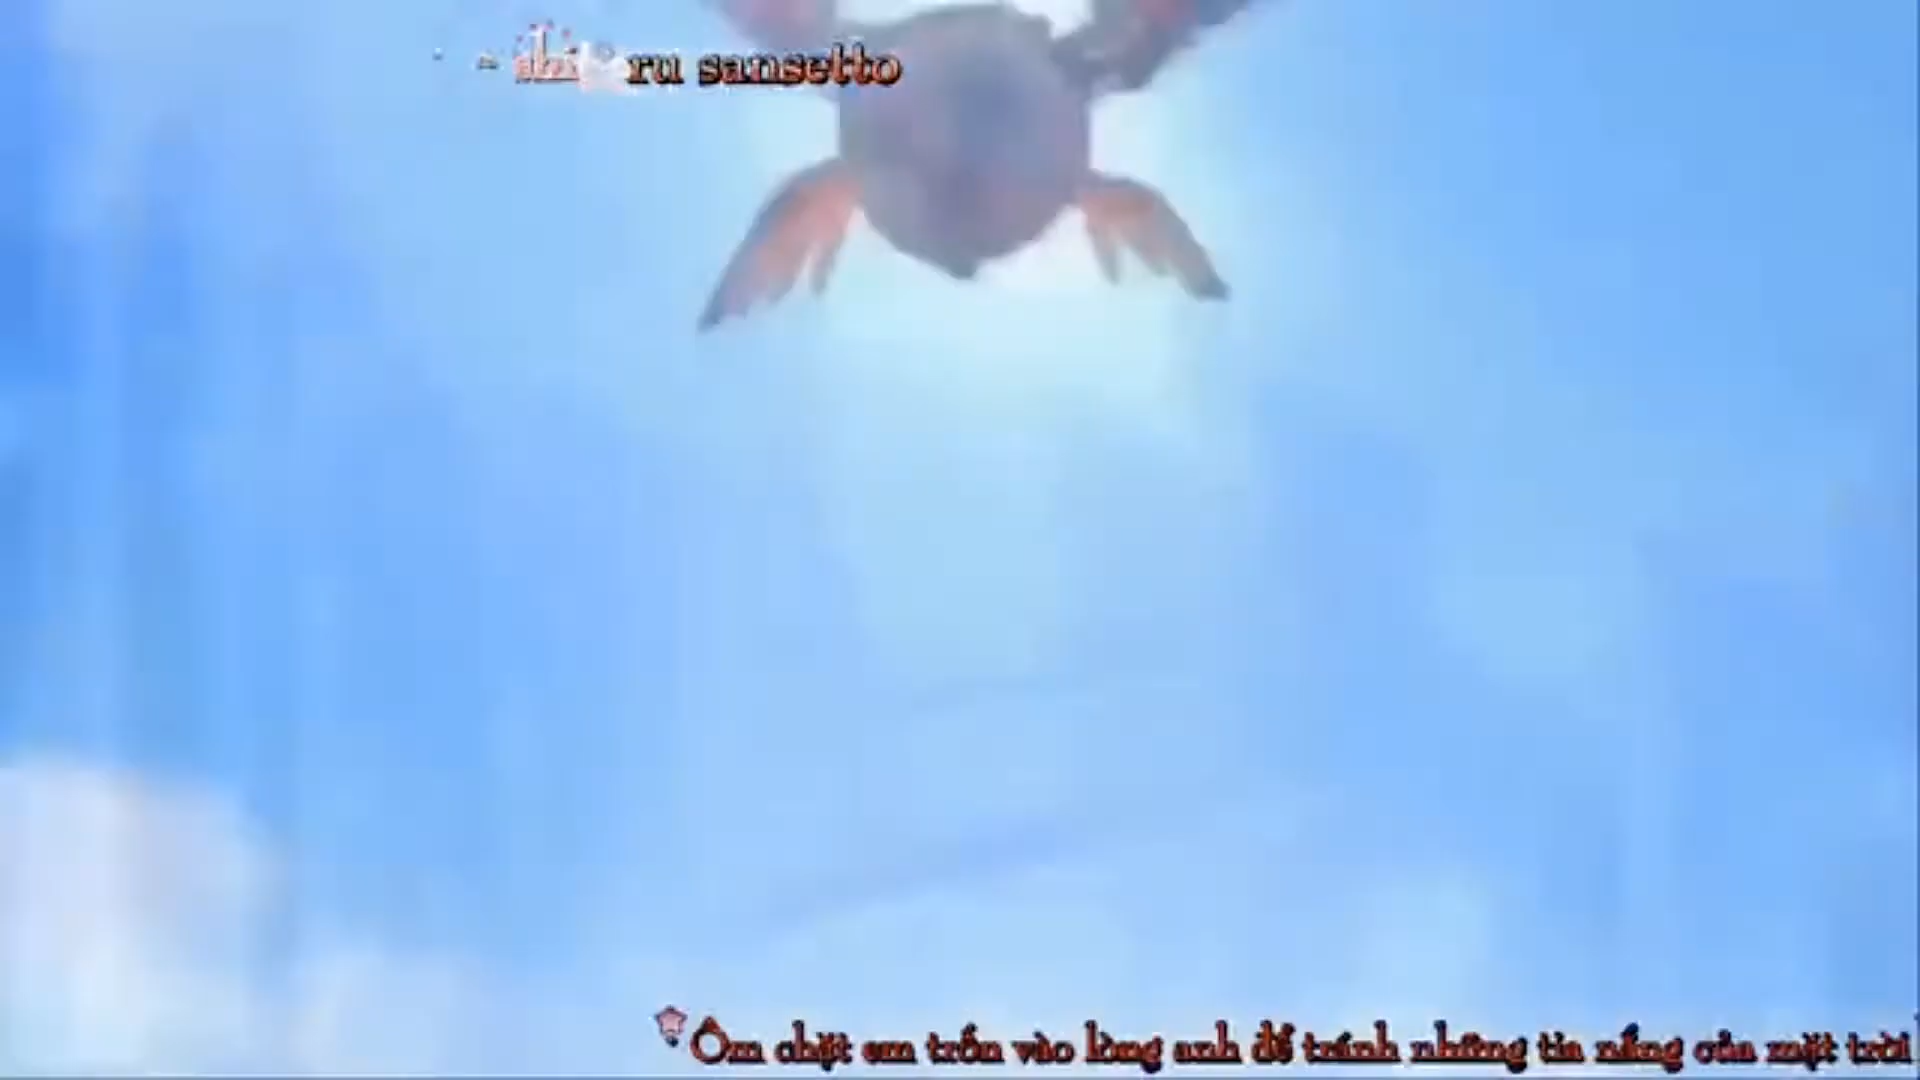 ru sansetto
Ôm chặt em trốn vào lòng anh để tránh những tia nắng của mặt trời